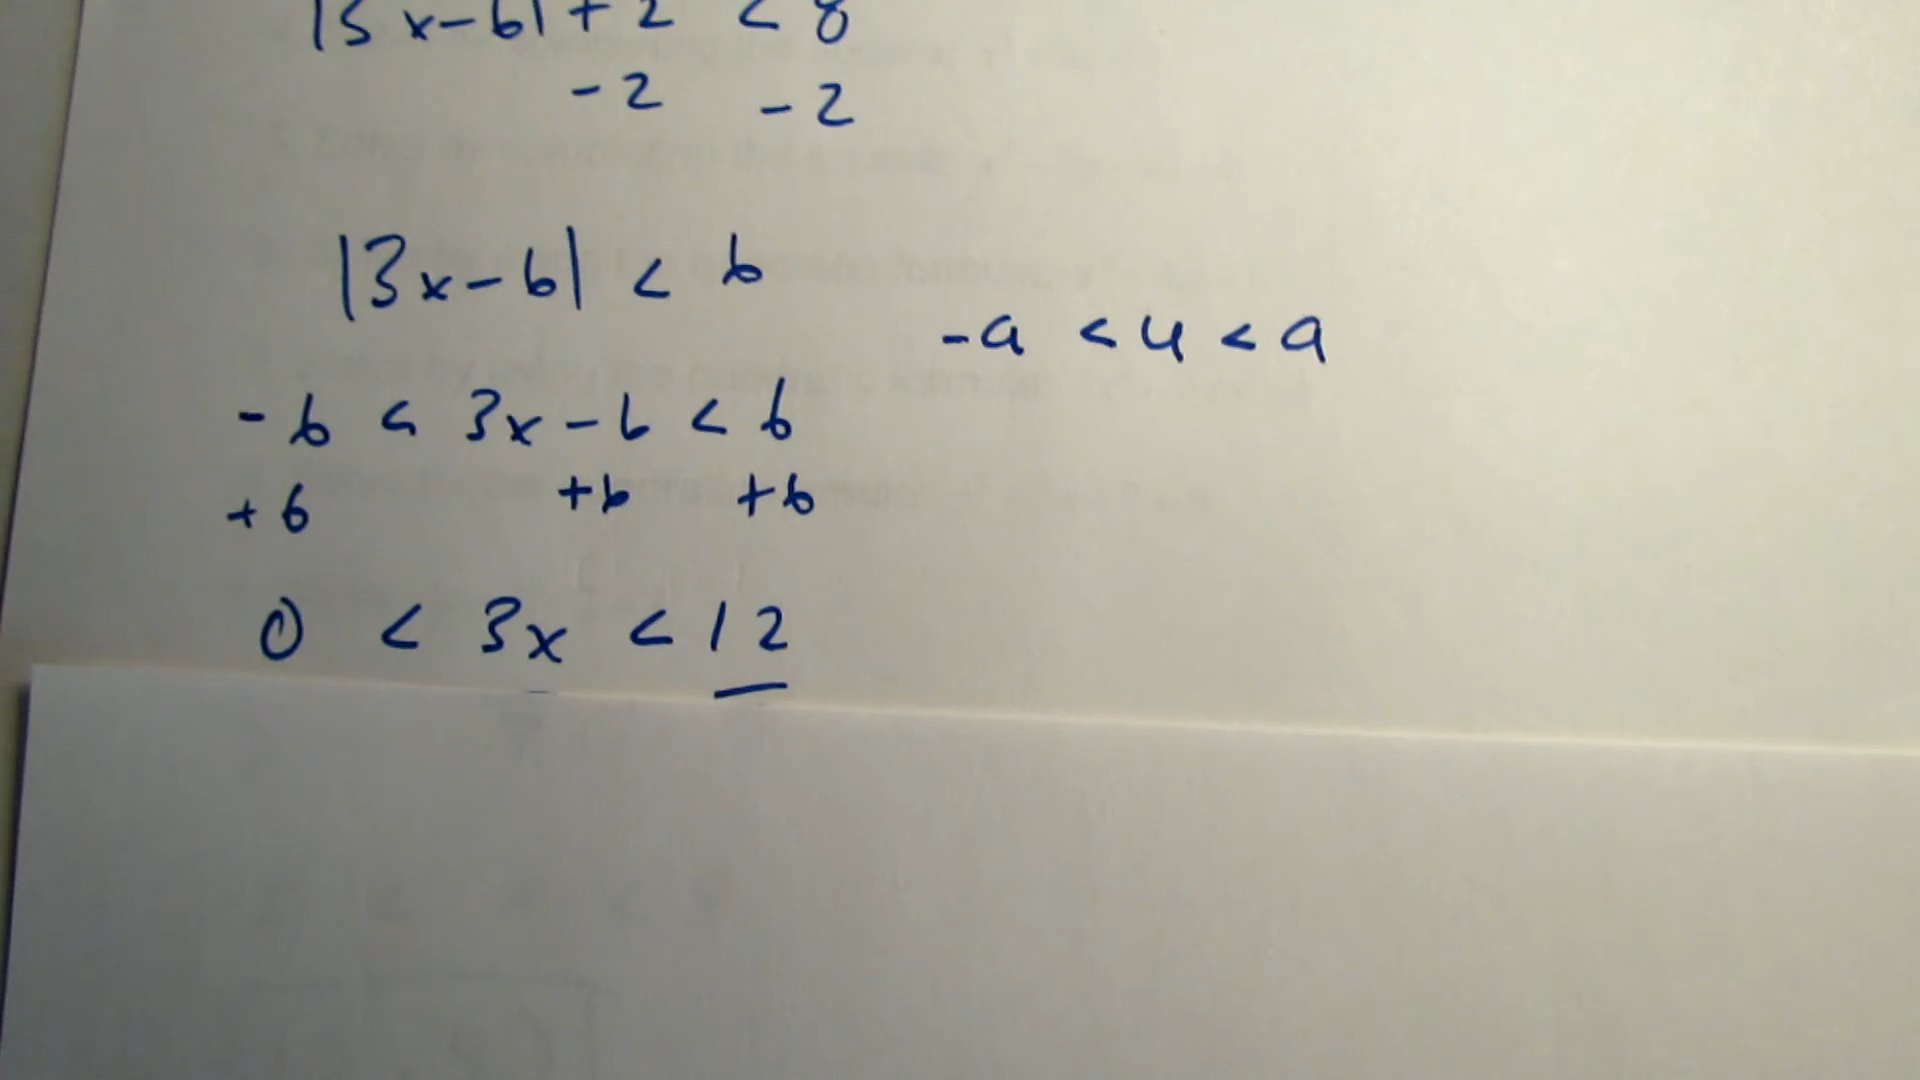 |3x-6| + 2 < 8
-2 -2
|3x-6| < 6
-a < u < a
-6 < 3x-6 < 6
+6 +6 +6
0 < 3x < 12